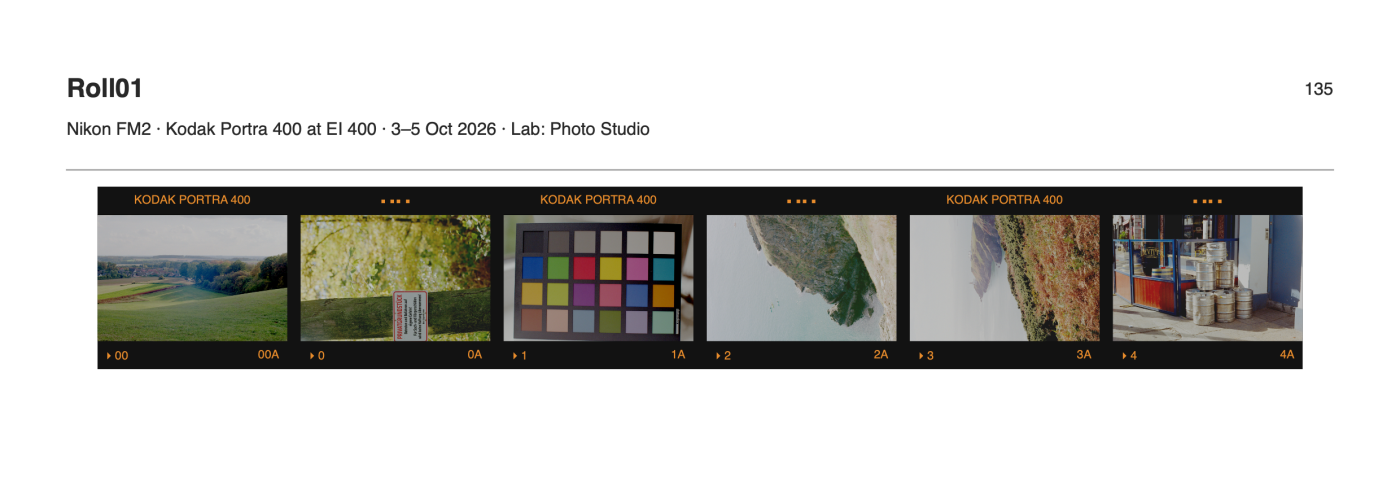 Roll01
135
Nikon FM2 · Kodak Portra 400 at EI 400 · 3–5 Oct 2026 · Lab: Photo Studio
KODAK PORTRA 400
KODAK PORTRA 400
KODAK PORTRA 400
PRIVATGRUNDSTÜCK
00
00A
0
0A
1
1A
2
2A
3
3A
4
4A